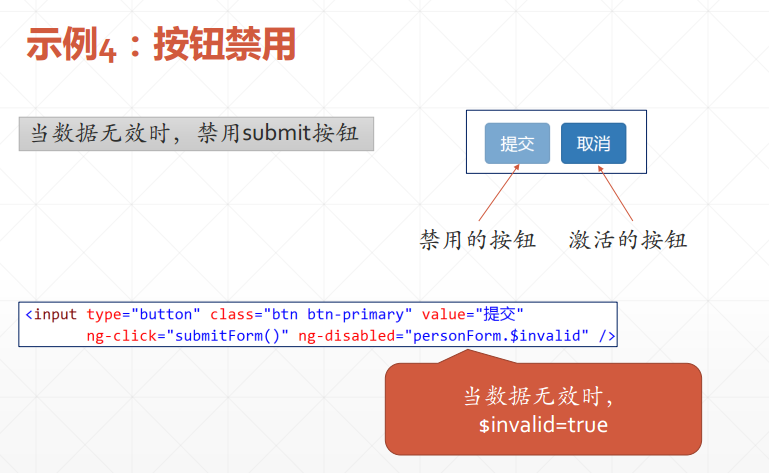 示例4：按钮禁用
当数据无效时，禁用submit按钮
提交 取消
禁用的按钮 激活的按钮
<input type="button" class="btn btn-primary" value="提交"
ng-click="submitForm()" ng-disabled="personForm.$invalid" />
当数据无效时，
$invalid=true